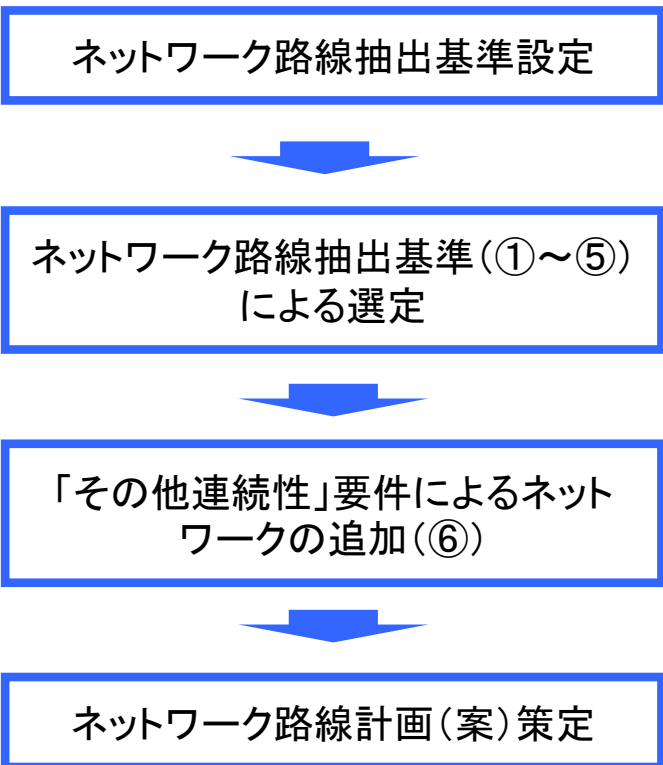 ネットワーク路線抽出基準設定
ネットワーク路線抽出基準(①～⑤)
による選定
「その他連続性」要件によるネット
ワークの追加(⑥)
ネットワーク路線計画(案)策定